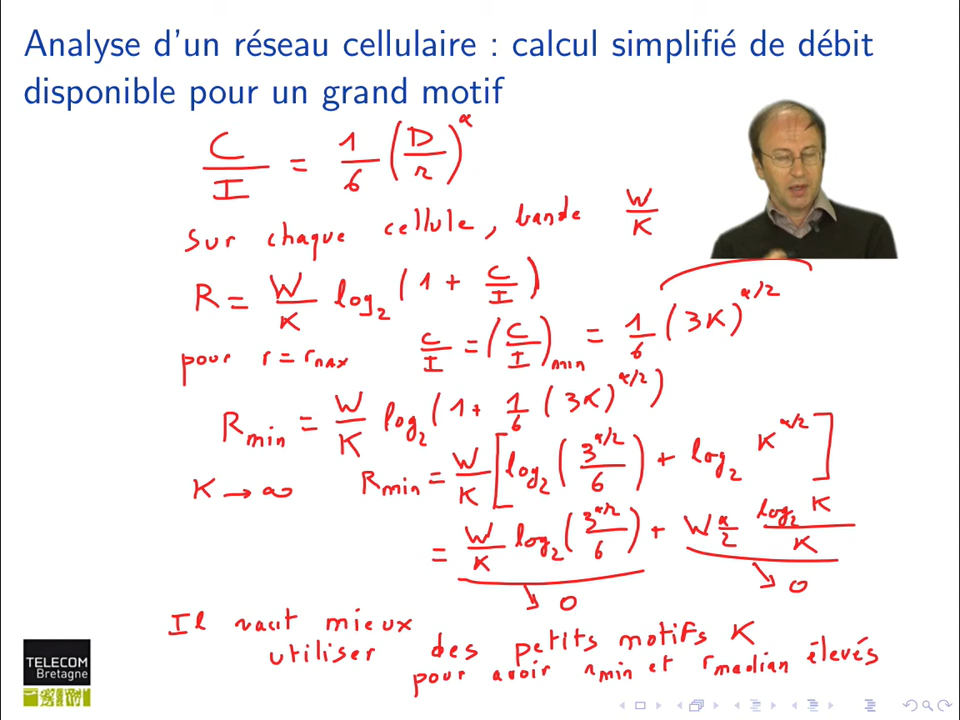 Analyse d'un réseau cellulaire : calcul simplifié de débit
disponible pour un grand motif
C/I = 1/6 (D/r)^α
Sur chaque cellule, bande W/K
R = W/K log₂ (1 + C/I)
pour r = rmax C/I = (C/I)min = 1/6 (3K)^α/2
Rmin = W/K log₂ (1 + 1/6 (3K)^α/2)
K → ∞ Rmin = W/K [log₂ (3^α/2 / 6) + log₂ K^α/2]
= W/K log₂ (3^α/2 / 6) + W α/2 log₂ K / K
↘ 0 ↘ 0
Il vaut mieux
utiliser des petits motifs K
pour avoir rmin et rmedian élevés
TELECOM
Bretagne